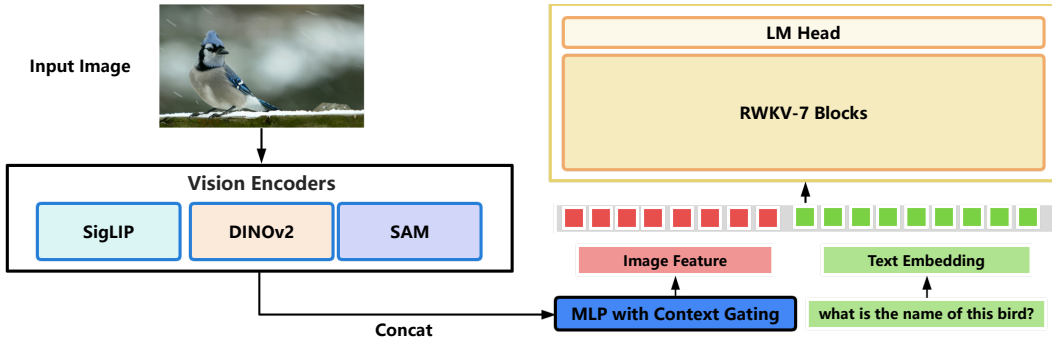 Input Image
Vision Encoders
SigLIP
DINOv2
SAM
Concat
LM Head
RWKV-7 Blocks
Image Feature
Text Embedding
MLP with Context Gating
what is the name of this bird?